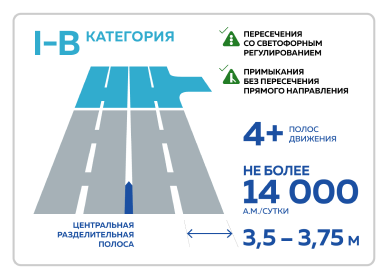 I-В КАТЕГОРИЯ
ПЕРЕСЕЧЕНИЯ
СО СВЕТОФОРНЫМ
РЕГУЛИРОВАНИЕМ
ПРИМЫКАНИЯ
БЕЗ ПЕРЕСЕЧЕНИЯ
ПРЯМОГО НАПРАВЛЕНИЯ
4+ ПОЛОС
ДВИЖЕНИЯ
НЕ БОЛЕЕ
14 000
А.М./СУТКИ
ЦЕНТРАЛЬНАЯ
РАЗДЕЛИТЕЛЬНАЯ
ПОЛОСА
3,5 – 3,75 м